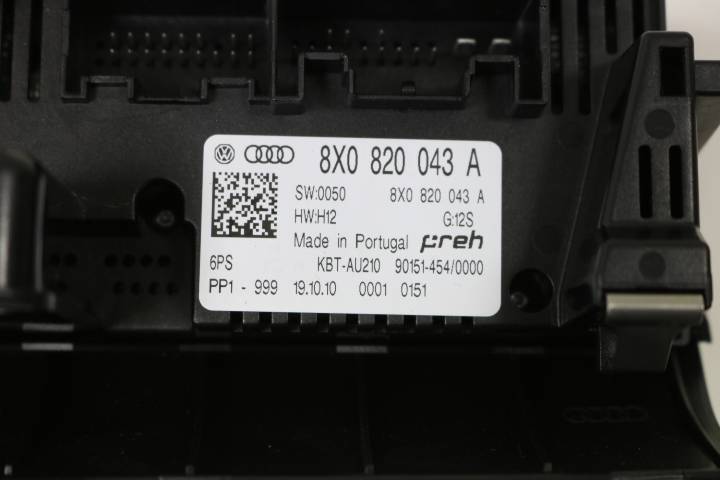 8X0 820 043 A
SW:0050 8X0 820 043 A
HW:H12 G:12S
Made in Portugal preh
6PS KBT-AU210 90151-454/0000
PP1 - 999 19.10.10 0001 0151